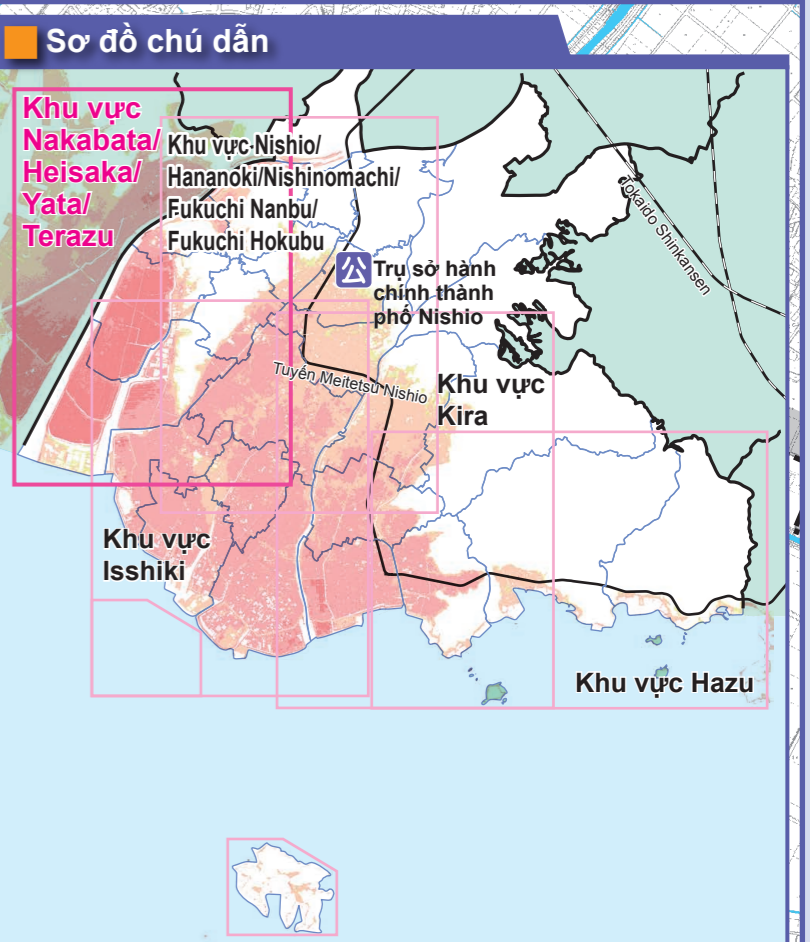 Sơ đồ chú dẫn
Khu vực
Nakabata/
Heisaka/
Yata/
Terazu
Khu vực Nishio/
Hananoki/Nishinomachi/
Fukuchi Nanbu/
Fukuchi Hokubu
公
Trụ sở hành
chính thành
phố Nishio
Tokaido Shinkansen
Tuyến Meitetsu Nishio
Khu vực
Kira
Khu vực
Isshiki
Khu vực Hazu